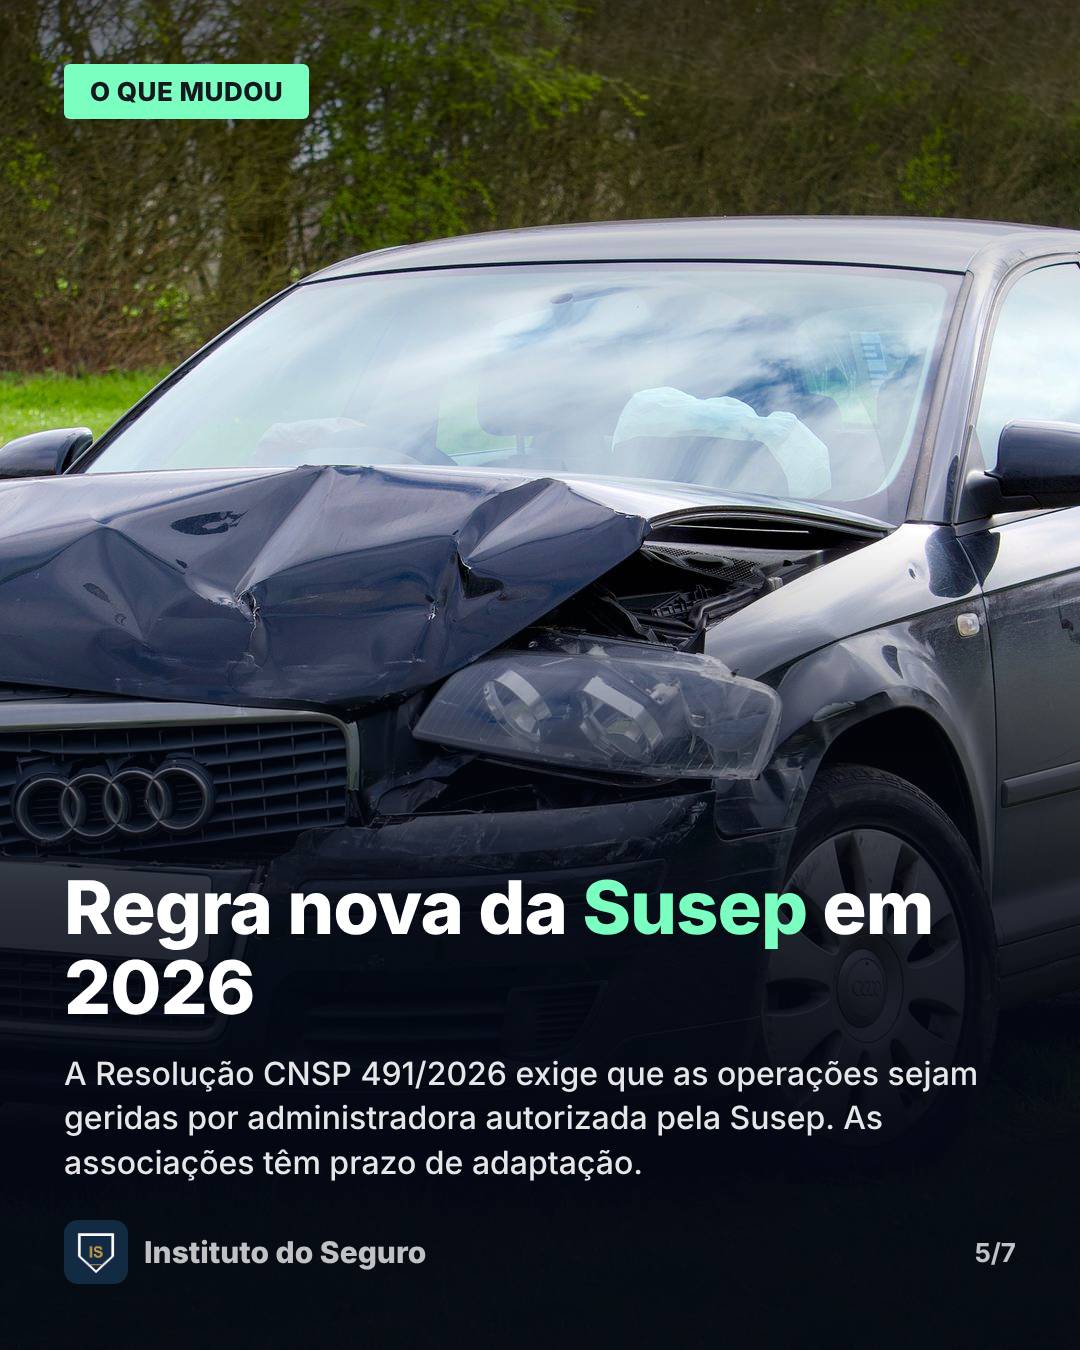 O QUE MUDOU
Regra nova da Susep em
2026
A Resolução CNSP 491/2026 exige que as operações sejam
geridas por administradora autorizada pela Susep. As
associações têm prazo de adaptação.
IS
Instituto do Seguro
5/7